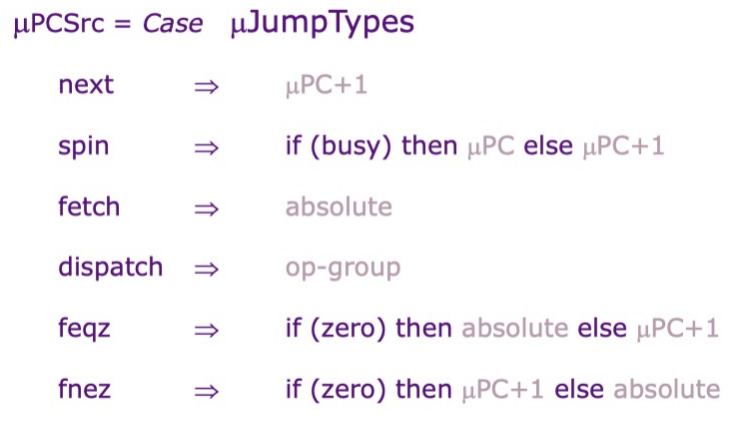 μPCSrc = Case μJumpTypes
next ⇒ μPC+1
spin ⇒ if (busy) then μPC else μPC+1
fetch ⇒ absolute
dispatch ⇒ op-group
feqz ⇒ if (zero) then absolute else μPC+1
fnez ⇒ if (zero) then μPC+1 else absolute